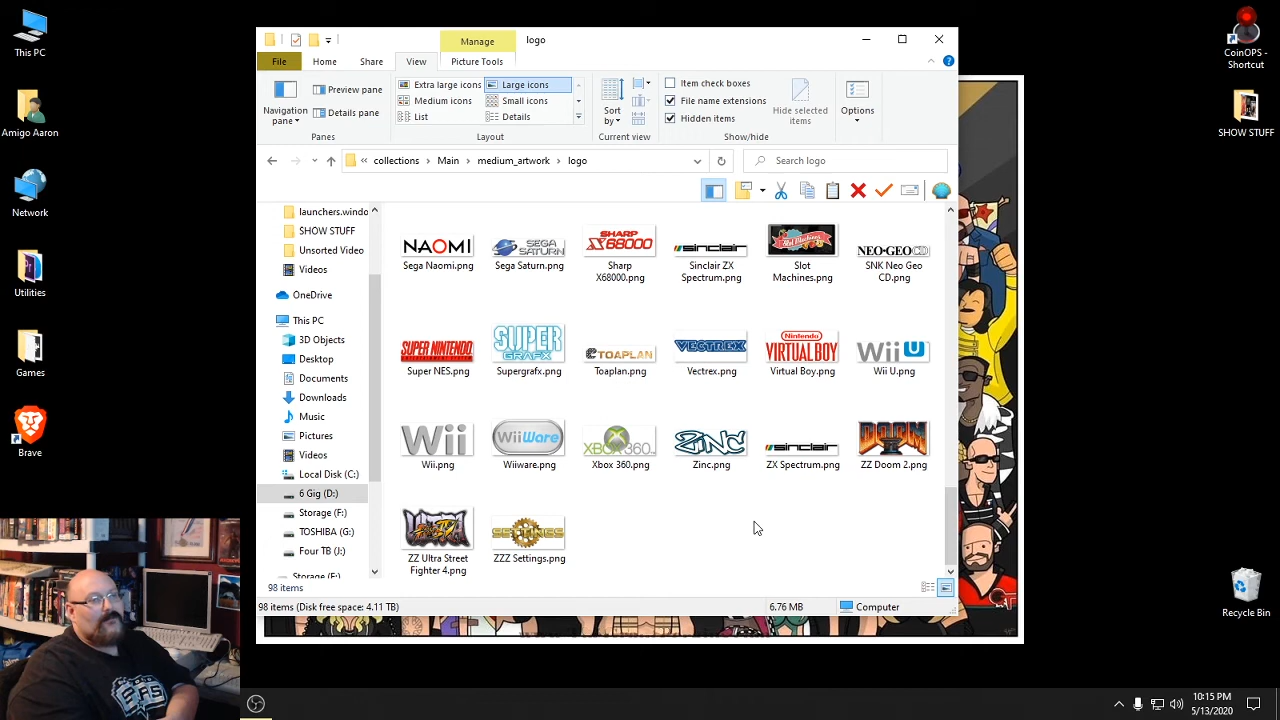 This PC
Amigo Aaron
Network
Utilities
Games
Brave
Manage
logo
File
Home
Share
View
Picture Tools
Navigation pane
Preview pane
Details pane
Panes
Extra large icons
Large icons
Medium icons
Small icons
List
Details
Layout
Sort by
Current view
Item check boxes
File name extensions
Hidden items
Hide selected items
Show/hide
Options
« collections › Main › medium_artwork › logo
Search logo
launchers.windo
SHOW STUFF
Unsorted Video
Videos
OneDrive
This PC
3D Objects
Desktop
Documents
Downloads
Music
Pictures
Videos
Local Disk (C:)
6 Gig (D:)
Storage (F:)
TOSHIBA (G:)
Four TB (J:)
NAOMI
SEGA SATURN
SHARP X68000
sinclair
Slot Machines
NEO·GEO CD
Sega Naomi.png
Sega Saturn.png
Sharp X68000.png
Sinclair ZX Spectrum.png
Slot Machines.png
SNK Neo Geo CD.png
SUPER NINTENDO
SUPER GRAFX
TOAPLAN
VECTREX
Nintendo VIRTUAL BOY
Wii U
Super NES.png
Supergrafx.png
Toaplan.png
Vectrex.png
Virtual Boy.png
Wii U.png
Wii
WiiWare
XBOX 360
ZiNC
sinclair
DOOM II
Wii.png
Wiiware.png
Xbox 360.png
Zinc.png
ZX Spectrum.png
ZZ Doom 2.png
ULTRA IV
SETTINGS
ZZ Ultra Street Fighter 4.png
ZZZ Settings.png
98 items
98 items (Disk free space: 4.11 TB)
6.76 MB
Computer
CoinOPS - Shortcut
SHOW STUFF
Recycle Bin
10:15 PM
5/13/2020